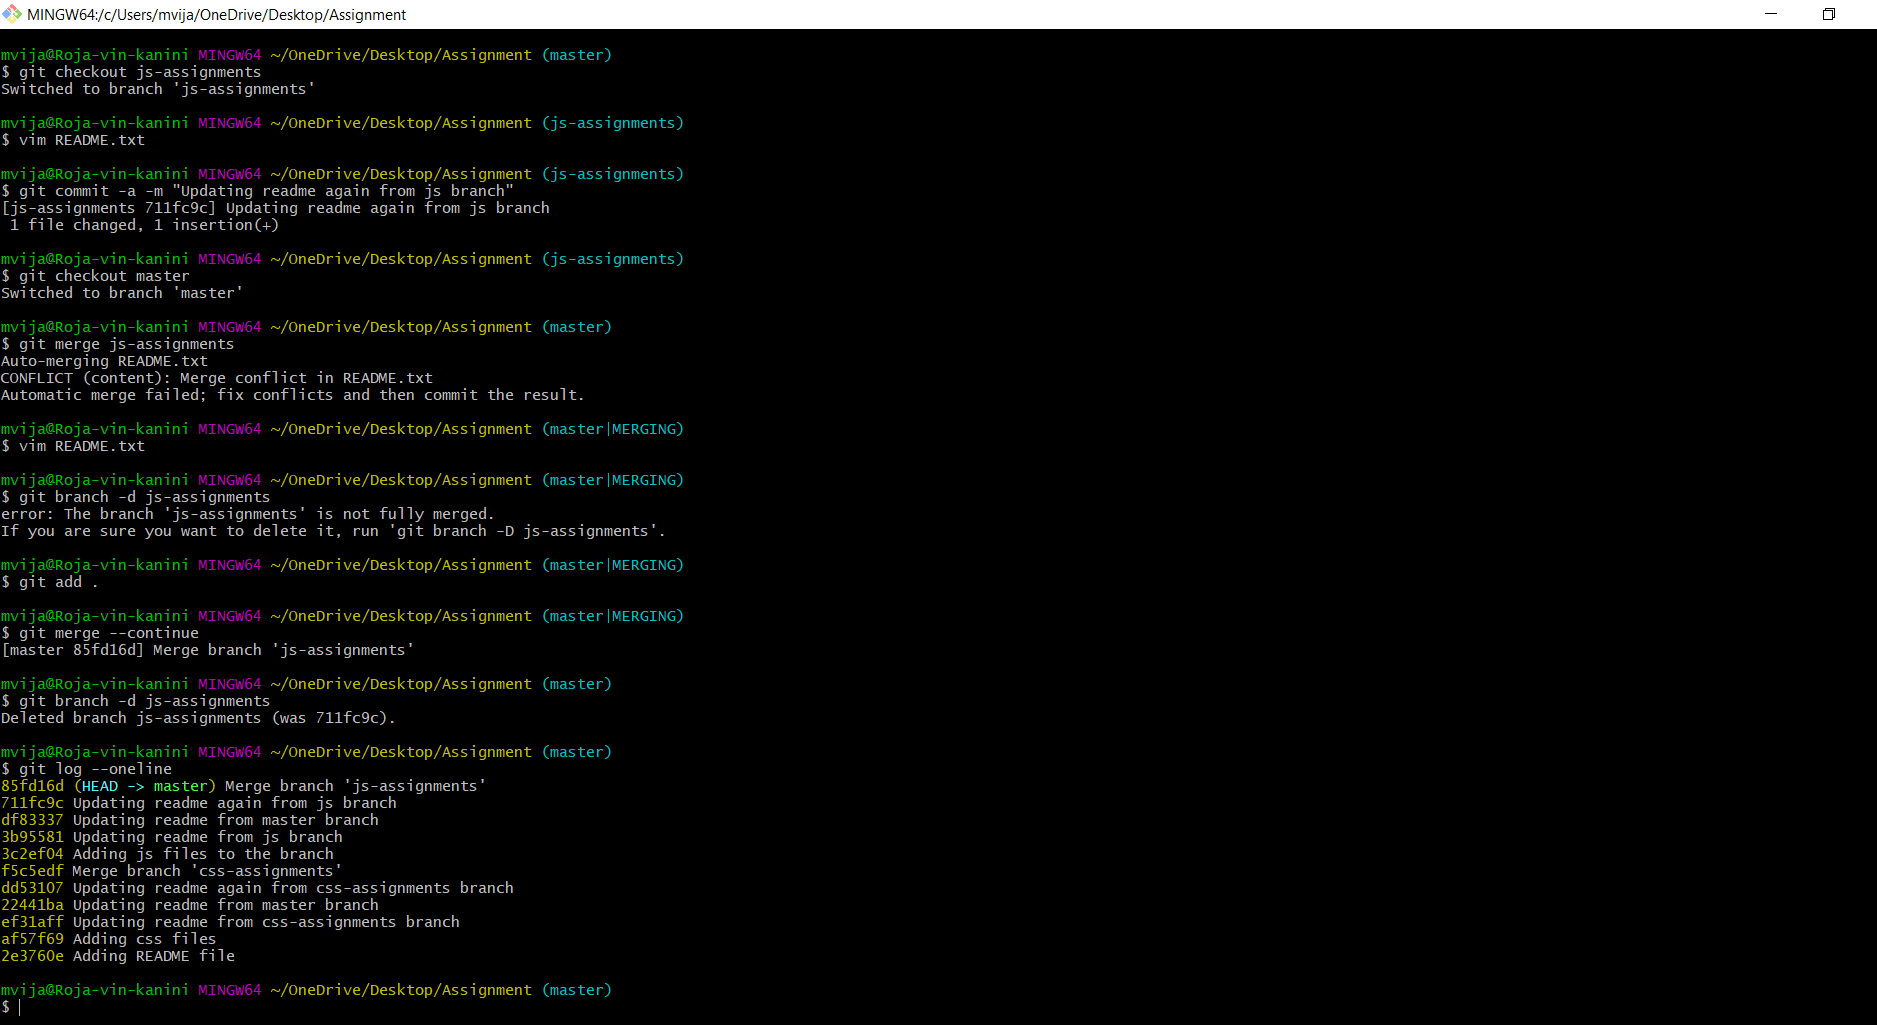 MINGW64:/c/Users/mvija/OneDrive/Desktop/Assignment
mvija@Roja-vin-kanini MINGW64 ~/OneDrive/Desktop/Assignment (master)
$ git checkout js-assignments
Switched to branch 'js-assignments'
mvija@Roja-vin-kanini MINGW64 ~/OneDrive/Desktop/Assignment (js-assignments)
$ vim README.txt
mvija@Roja-vin-kanini MINGW64 ~/OneDrive/Desktop/Assignment (js-assignments)
$ git commit -a -m "Updating readme again from js branch"
[js-assignments 711fc9c] Updating readme again from js branch
1 file changed, 1 insertion(+)
mvija@Roja-vin-kanini MINGW64 ~/OneDrive/Desktop/Assignment (js-assignments)
$ git checkout master
Switched to branch 'master'
mvija@Roja-vin-kanini MINGW64 ~/OneDrive/Desktop/Assignment (master)
$ git merge js-assignments
Auto-merging README.txt
CONFLICT (content): Merge conflict in README.txt
Automatic merge failed; fix conflicts and then commit the result.
mvija@Roja-vin-kanini MINGW64 ~/OneDrive/Desktop/Assignment (master|MERGING)
$ vim README.txt
mvija@Roja-vin-kanini MINGW64 ~/OneDrive/Desktop/Assignment (master|MERGING)
$ git branch -d js-assignments
error: The branch 'js-assignments' is not fully merged.
If you are sure you want to delete it, run 'git branch -D js-assignments'.
mvija@Roja-vin-kanini MINGW64 ~/OneDrive/Desktop/Assignment (master|MERGING)
$ git add .
mvija@Roja-vin-kanini MINGW64 ~/OneDrive/Desktop/Assignment (master|MERGING)
$ git merge --continue
[master 85fd16d] Merge branch 'js-assignments'
mvija@Roja-vin-kanini MINGW64 ~/OneDrive/Desktop/Assignment (master)
$ git branch -d js-assignments
Deleted branch js-assignments (was 711fc9c).
mvija@Roja-vin-kanini MINGW64 ~/OneDrive/Desktop/Assignment (master)
$ git log --oneline
85fd16d (HEAD -> master) Merge branch 'js-assignments'
711fc9c Updating readme again from js branch
df83337 Updating readme from master branch
3b95581 Updating readme from js branch
3c2ef04 Adding js files to the branch
f5c5edf Merge branch 'css-assignments'
dd53107 Updating readme again from css-assignments branch
22441ba Updating readme from master branch
ef31aff Updating readme from css-assignments branch
af57f69 Adding css files
2e3760e Adding README file
mvija@Roja-vin-kanini MINGW64 ~/OneDrive/Desktop/Assignment (master)
$